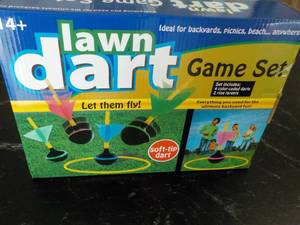 14+
lawn
dart
Ideal for backyards, picnics, beach... anywhere
Game Set
Set includes:
4 color-coded darts
2 ring targets
Let them fly!
Everything you need for the
ultimate backyard fun!
soft-tip
dart